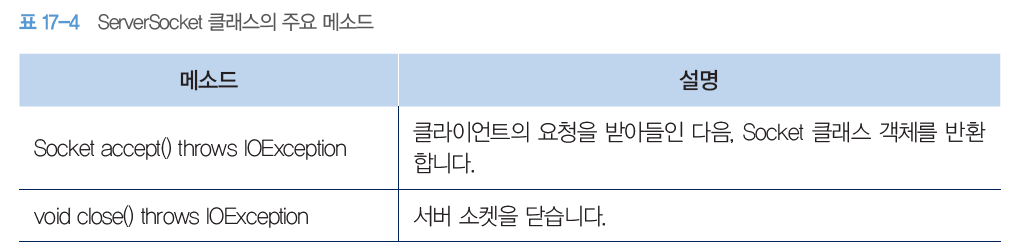 표 17-4 ServerSocket 클래스의 주요 메소드
메소드 설명
Socket accept() throws IOException
클라이언트의 요청을 받아들인 다음, Socket 클래스 객체를 반환
합니다.
void close() throws IOException
서버 소켓을 닫습니다.